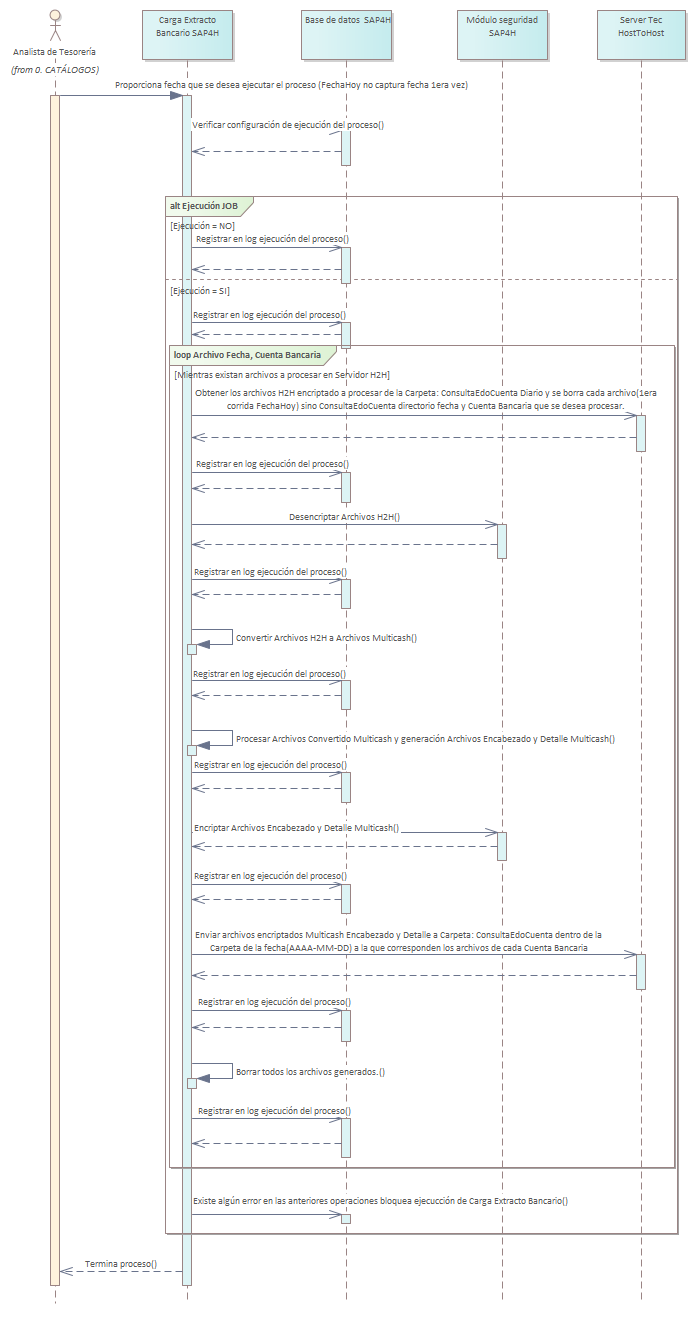 Carga Extracto
Bancario SAP4H
Base de datos SAP4H
Módulo seguridad
SAP4H
Server Tec
HostToHost
Analista de Tesorería
(from 0. CATÁLOGOS)
Proporciona fecha que se desea ejecutar el proceso (FechaHoy no captura fecha 1era vez)
Verificar configuración de ejecución del proceso()
alt Ejecución JOB
[Ejecución = NO]
Registrar en log ejecución del proceso()
[Ejecución = SI]
Registrar en log ejecución del proceso()
loop Archivo Fecha, Cuenta Bancaria
[Mientras existan archivos a procesar en Servidor H2H]
Obtener los archivos H2H encriptado a procesar de la Carpeta: ConsultaEdoCuenta Diario y se borra cada archivo(1era
corrida FechaHoy) sino ConsultaEdoCuenta directorio fecha y Cuenta Bancaria que se desea procesar.
Registrar en log ejecución del proceso()
Desencriptar Archivos H2H()
Registrar en log ejecución del proceso()
Convertir Archivos H2H a Archivos Multicash()
Registrar en log ejecución del proceso()
Procesar Archivos Convertido Multicash y generación Archivos Encabezado y Detalle Multicash()
Registrar en log ejecución del proceso()
Encriptar Archivos Encabezado y Detalle Multicash()
Registrar en log ejecución del proceso()
Enviar archivos encriptados Multicash Encabezado y Detalle a Carpeta: ConsultaEdoCuenta dentro de la
Carpeta de la fecha(AAAA-MM-DD) a la que corresponden los archivos de cada Cuenta Bancaria
Registrar en log ejecución del proceso()
Borrar todos los archivos generados.()
Registrar en log ejecución del proceso()
Existe algún error en las anteriores operaciones bloquea ejecucción de Carga Extracto Bancario()
Termina proceso()